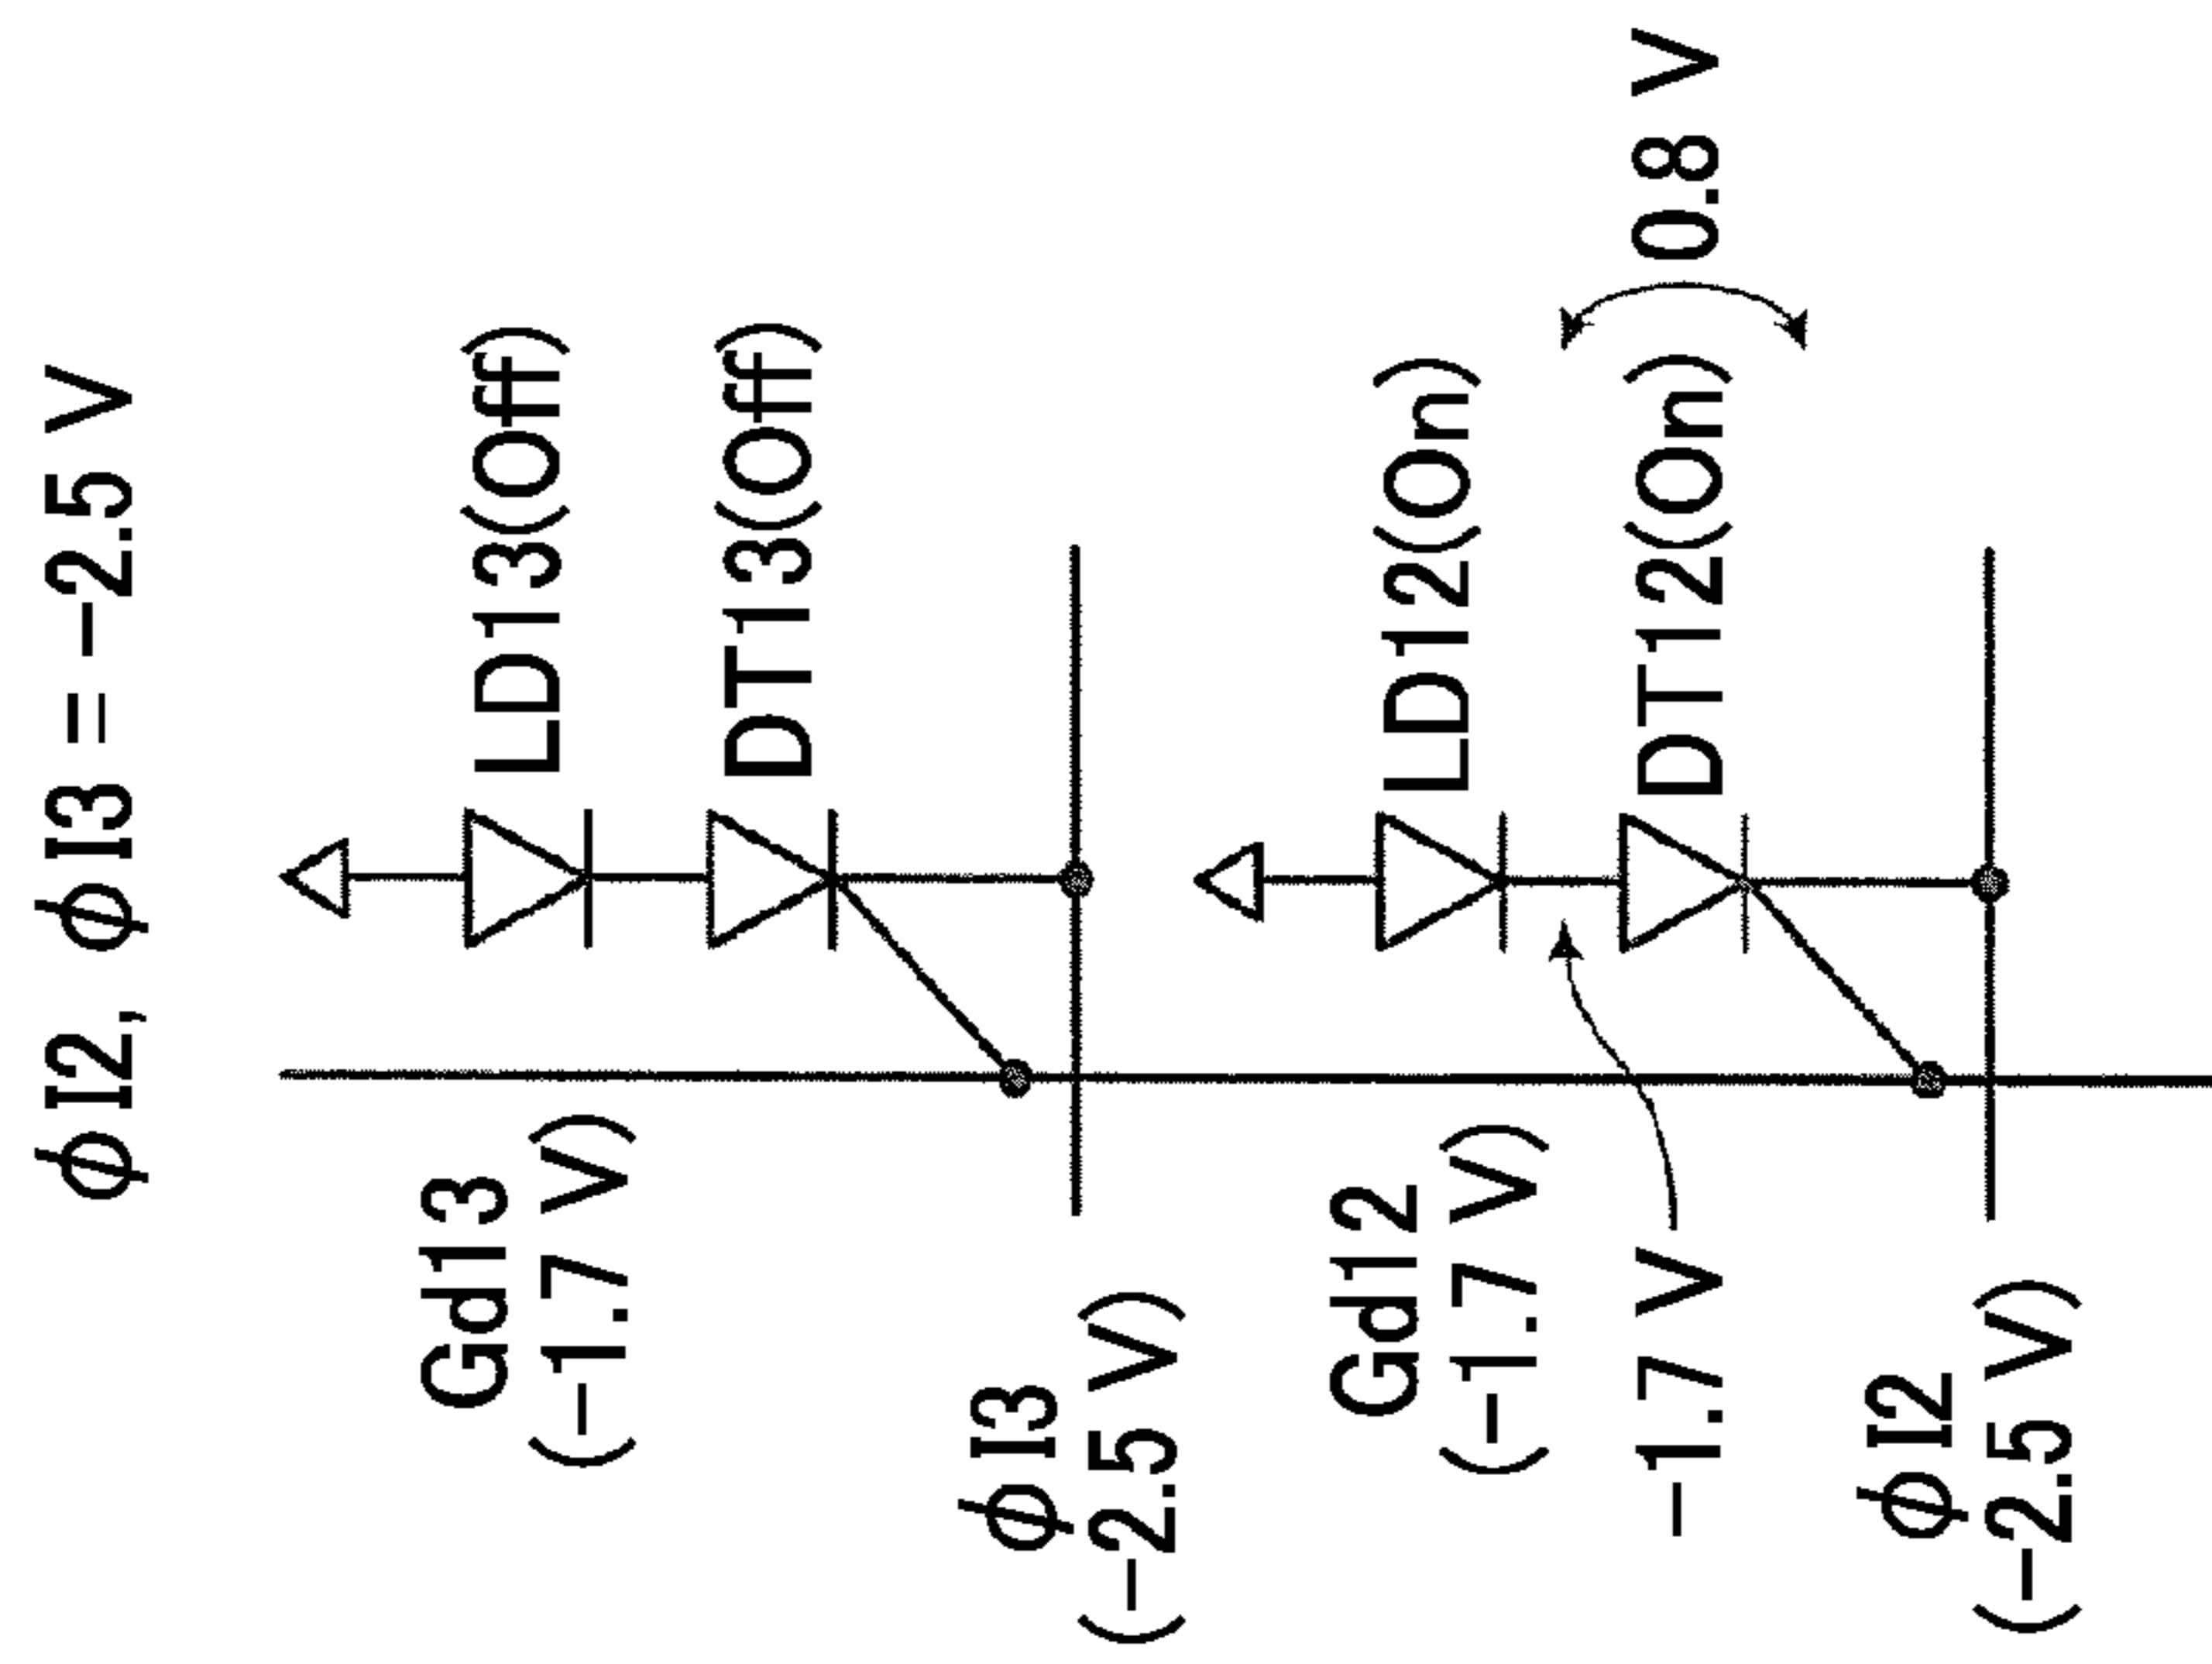 φI2, φI3 = −2.5 V
Gd13
(−1.7 V)
LD13(Off)
DT13(Off)
φI3
(−2.5 V)
Gd12
(−1.7 V)
LD12(On)
−1.7 V
DT12(On)
0.8 V
φI2
(−2.5 V)